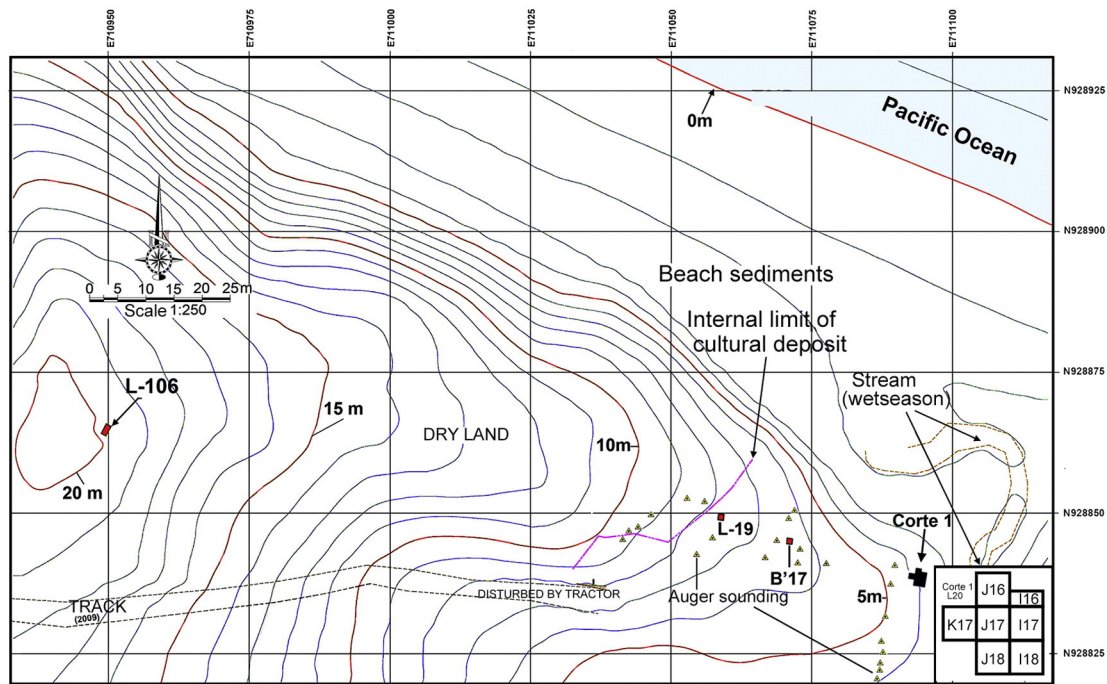 E710950
E710975
E711000
E711025
E711050
E711075
E711100
N928925
0m
Pacific Ocean
N928900
Beach sediments
0 5 10 15 20 25m
Scale 1:250
Internal limit of
cultural deposit
N928875
L-106
Stream
(wetseason)
15 m
DRY LAND
10m
20 m
N928850
L-19
Corte 1
B'17
DISTURBED BY TRACTOR
Auger sounding
5m
TRACK
(2009)
Corte 1
L20
J16
I16
K17
J17
I17
J18
I18
N928825